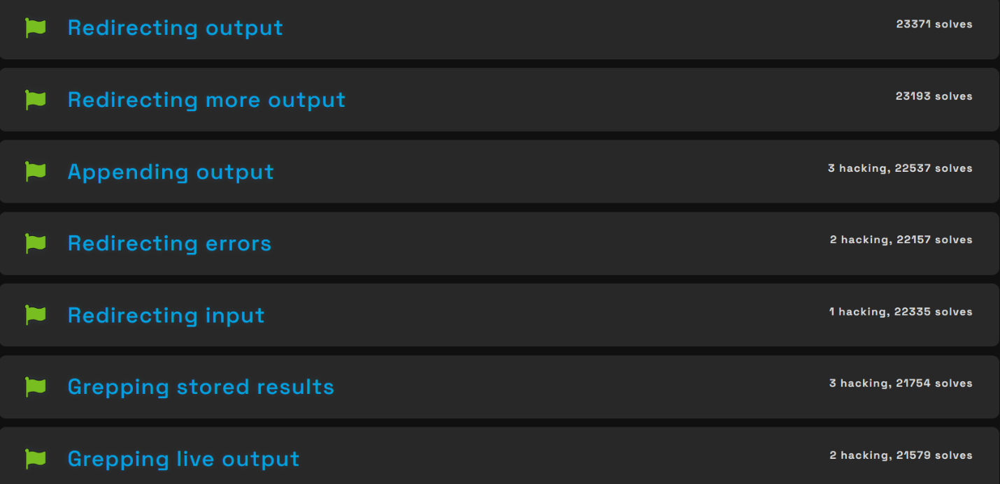 Redirecting output
23371 solves
Redirecting more output
23193 solves
Appending output
3 hacking, 22537 solves
Redirecting errors
2 hacking, 22157 solves
Redirecting input
1 hacking, 22335 solves
Grepping stored results
3 hacking, 21754 solves
Grepping live output
2 hacking, 21579 solves